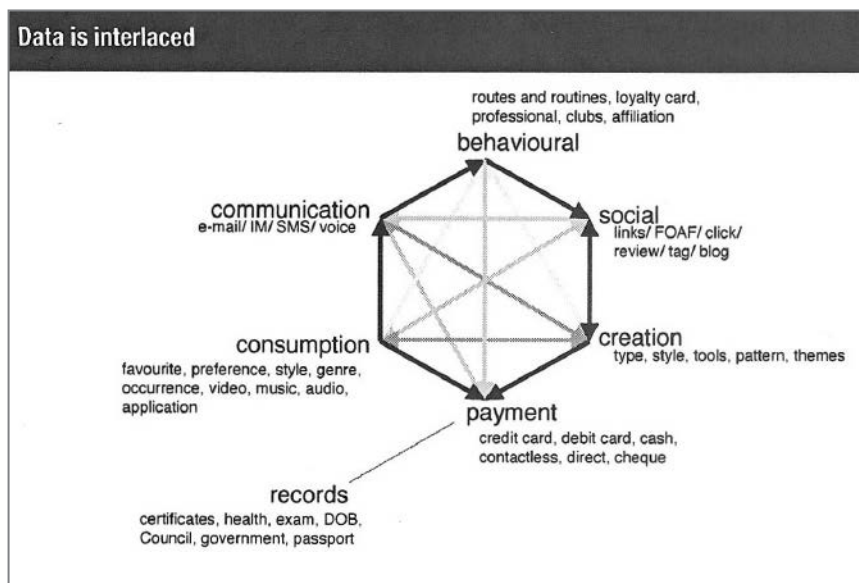 Data is interlaced
routes and routines, loyalty card,
professional, clubs, affiliation
behavioural
communication
e-mail/ IM/ SMS/ voice
social
links/ FOAF/ click/
review/ tag/ blog
consumption
favourite, preference, style, genre,
occurrence, video, music, audio,
application
creation
type, style, tools, pattern, themes
payment
credit card, debit card, cash,
contactless, direct, cheque
records
certificates, health, exam, DOB,
Council, government, passport